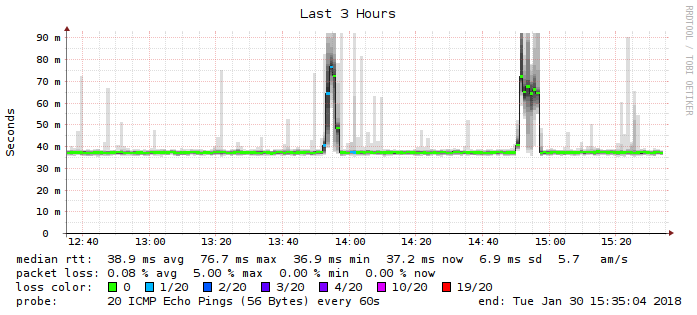 Last 3 Hours
RRDTOOL / TOBI OETIKER
Seconds
90 m
80 m
70 m
60 m
50 m
40 m
30 m
20 m
10 m
0
12:40 13:00 13:20 13:40 14:00 14:20 14:40 15:00 15:20
median rtt: 38.9 ms avg 76.7 ms max 36.9 ms min 37.2 ms now 6.9 ms sd 5.7 am/s
packet loss: 0.08 % avg 5.00 % max 0.00 % min 0.00 % now
loss color: 0 1/20 2/20 3/20 4/20 10/20 19/20
probe: 20 ICMP Echo Pings (56 Bytes) every 60s end: Tue Jan 30 15:35:04 2018